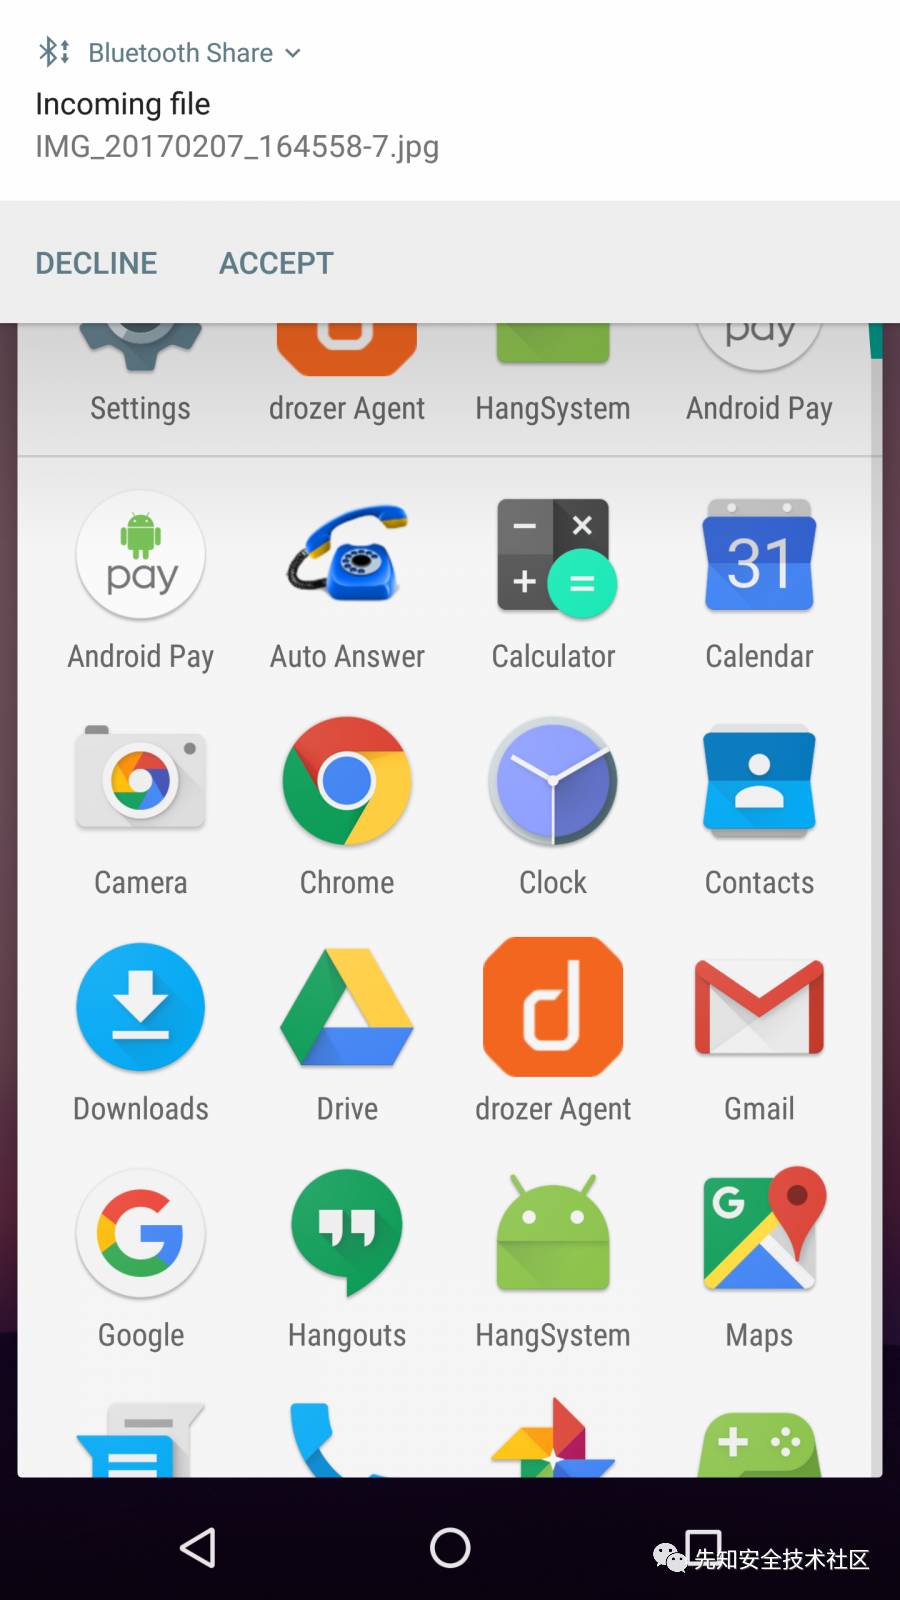 Bluetooth Share
Incoming file
IMG_20170207_164558-7.jpg
DECLINE ACCEPT
pay
Settings drozer Agent HangSystem Android Pay
pay
31
Android Pay Auto Answer Calculator Calendar
Camera Chrome Clock Contacts
Downloads Drive drozer Agent Gmail
G
Google Hangouts HangSystem Maps
先知安全技术社区